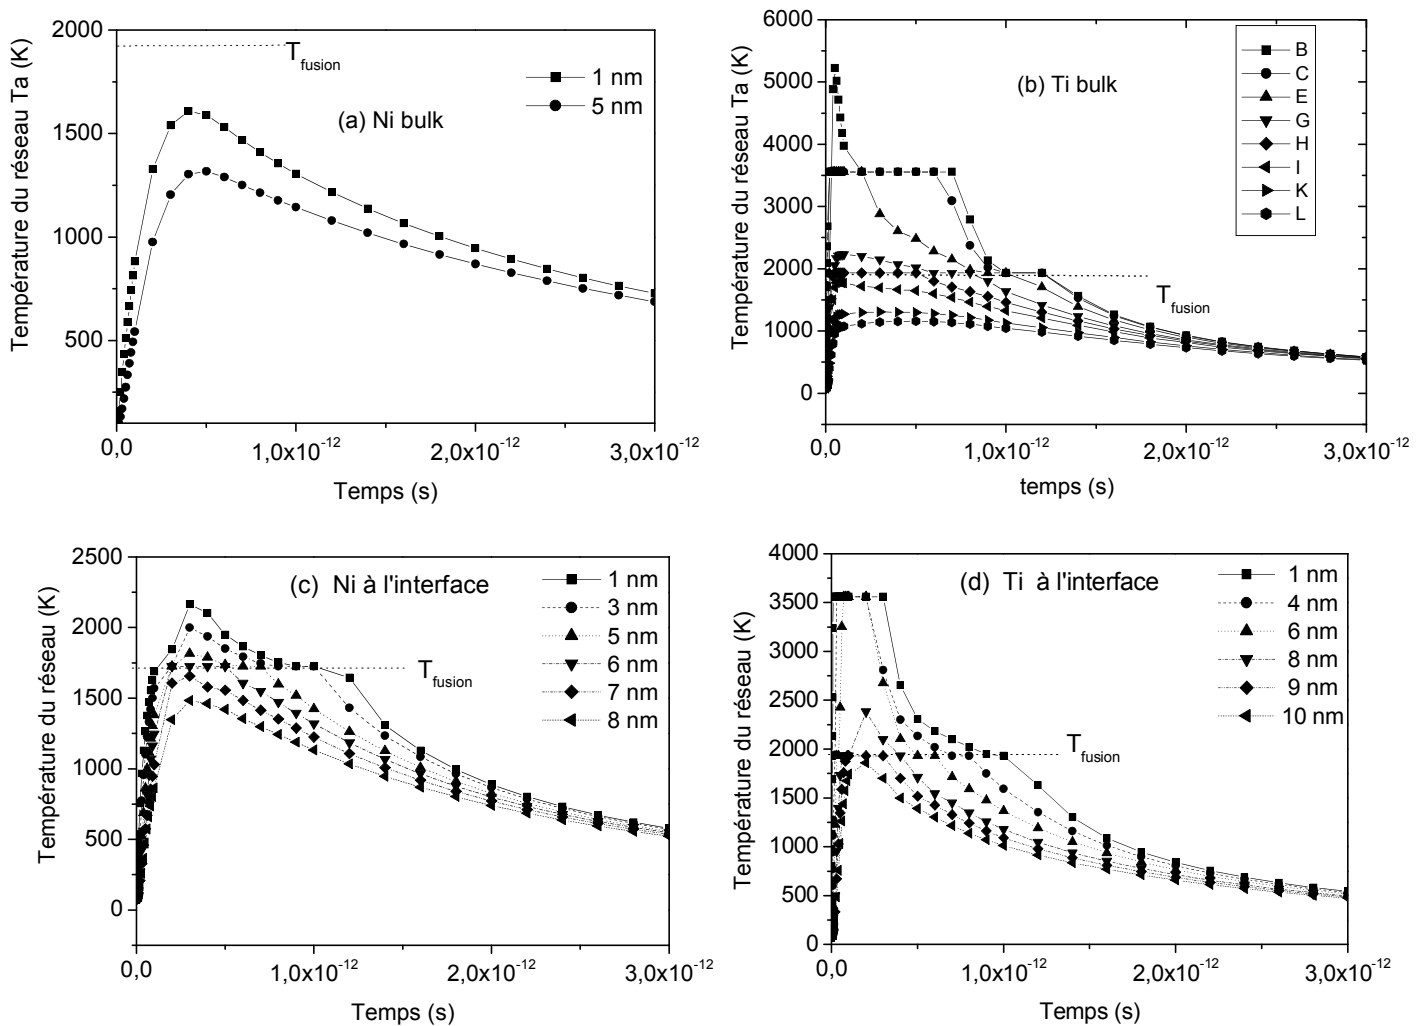 Température du réseau Ta (K)
2000
1500
1000
500
T fusion
(a) Ni bulk
1 nm
5 nm
0,0
1,0x10⁻¹²
2,0x10⁻¹²
3,0x10⁻¹²
Temps (s)
Température du réseau Ta (K)
6000
5000
4000
3000
2000
1000
0
(b) Ti bulk
B
C
E
G
H
I
K
L
T fusion
0,0
1,0x10⁻¹²
2,0x10⁻¹²
3,0x10⁻¹²
temps (s)
Température du réseau (K)
2500
2000
1500
1000
500
0
(c) Ni à l'interface
1 nm
3 nm
5 nm
6 nm
7 nm
8 nm
T fusion
0,0
1,0x10⁻¹²
2,0x10⁻¹²
3,0x10⁻¹²
Temps (s)
Température du réseau (K)
4000
3500
3000
2500
2000
1500
1000
500
0
(d) Ti à l'interface
1 nm
4 nm
6 nm
8 nm
9 nm
10 nm
T fusion
0,0
1,0x10⁻¹²
2,0x10⁻¹²
3,0x10⁻¹²
Temps (s)